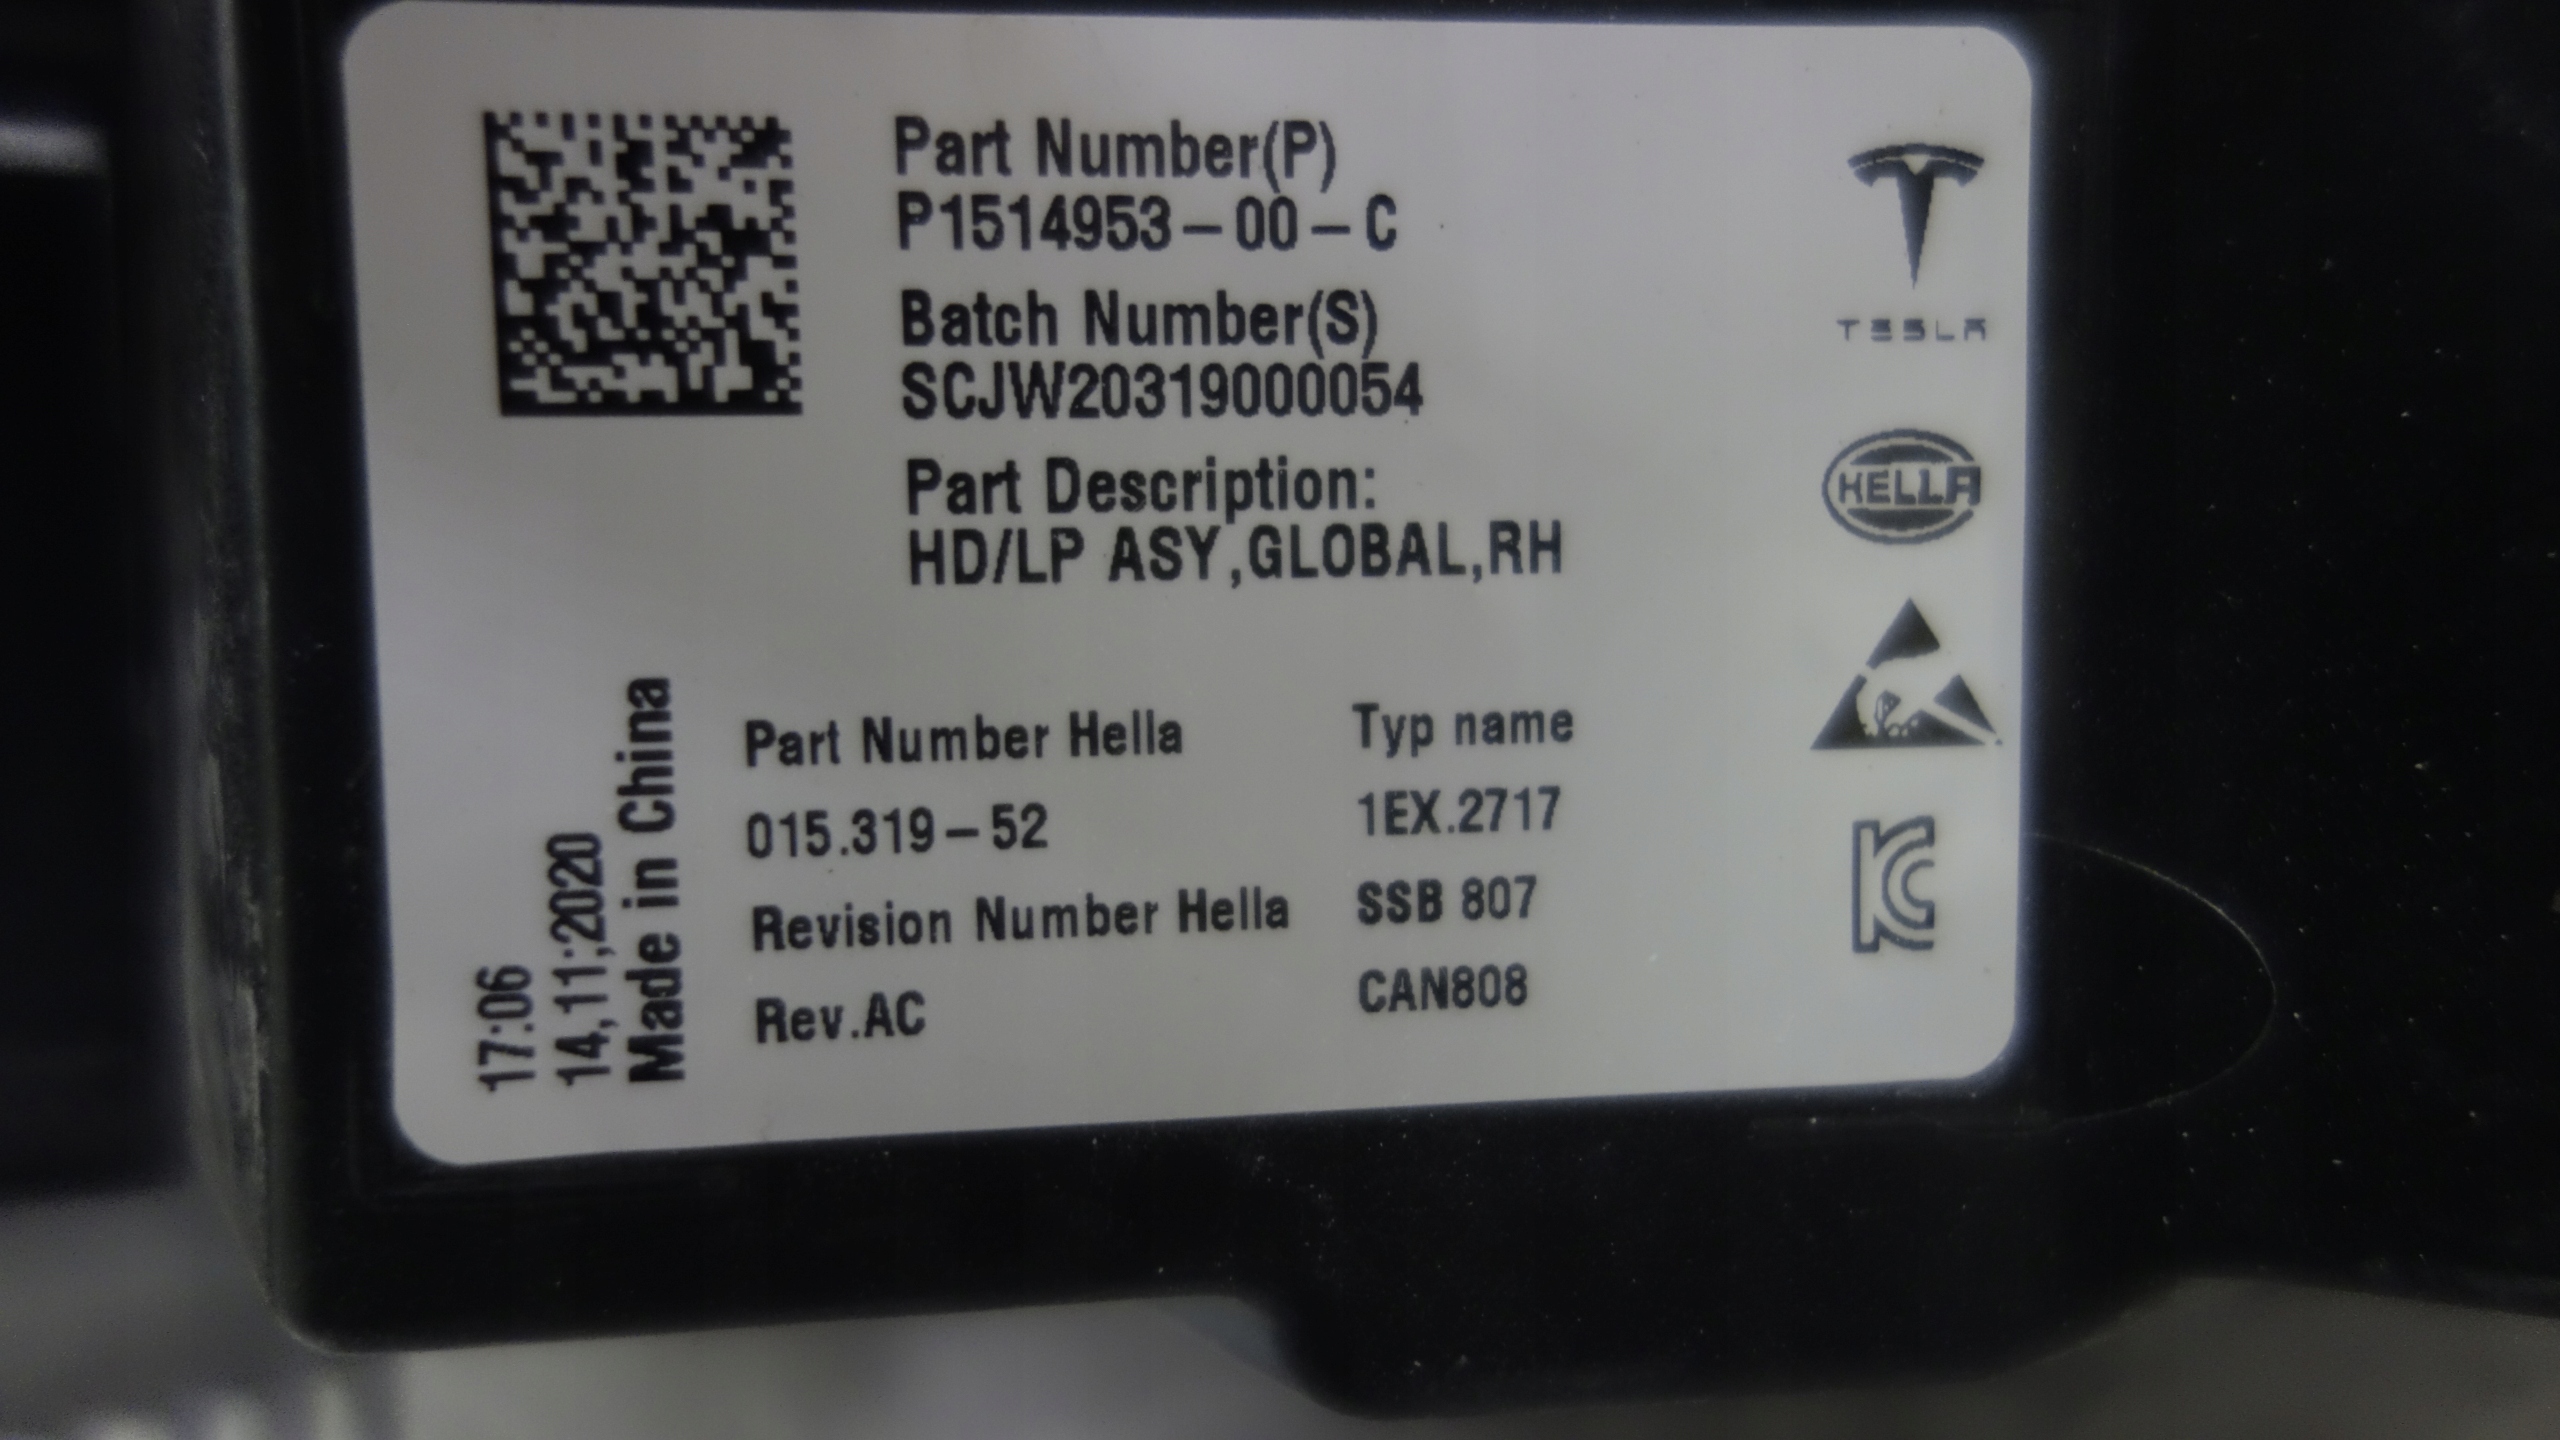 Part Number(P)
P1514953-00-C
Batch Number(S)
SCJW20319000054
Part Description:
HD/LP ASY,GLOBAL,RH
TESLA
HELLA
17:06
14,11;2020
Made in China
Part Number Hella
015.319-52
Revision Number Hella
Rev.AC
Typ name
1EX.2717
SSB 807
CAN808